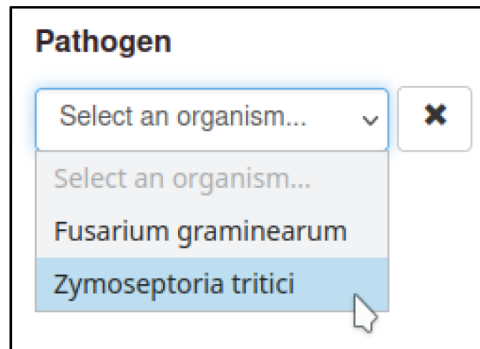 Pathogen
Select an organism...
Select an organism...
Fusarium graminearum
Zymoseptoria tritici